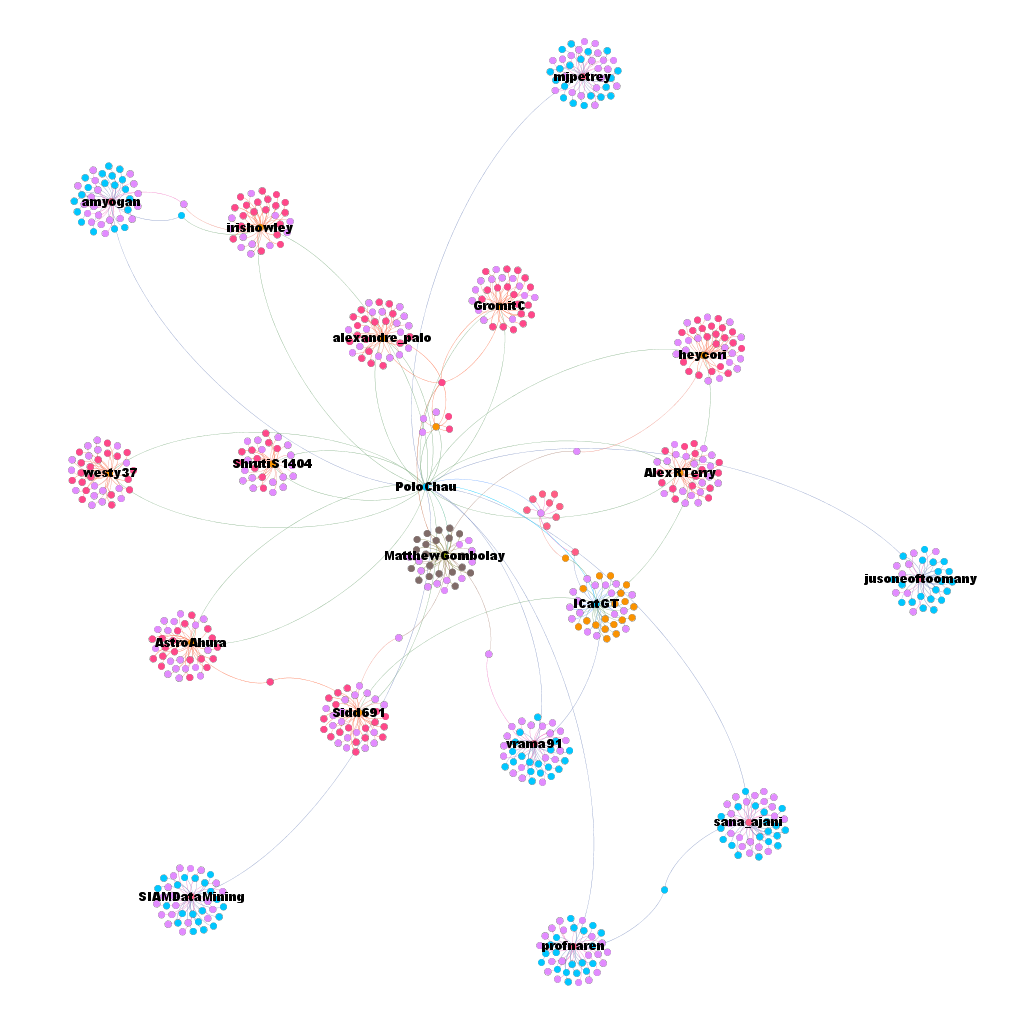 mjpetrey
amyogan
irishowley
GromitC
alexandre_palo
heycori
westy37
ShrutiS1404
AlexRTerry
PoloChau
MatthewGombolay
jusoneoftoomany
ICatGT
AstroAhura
Sidd691
vrama91
sana_ajani
SIAMDataMining
profnaren